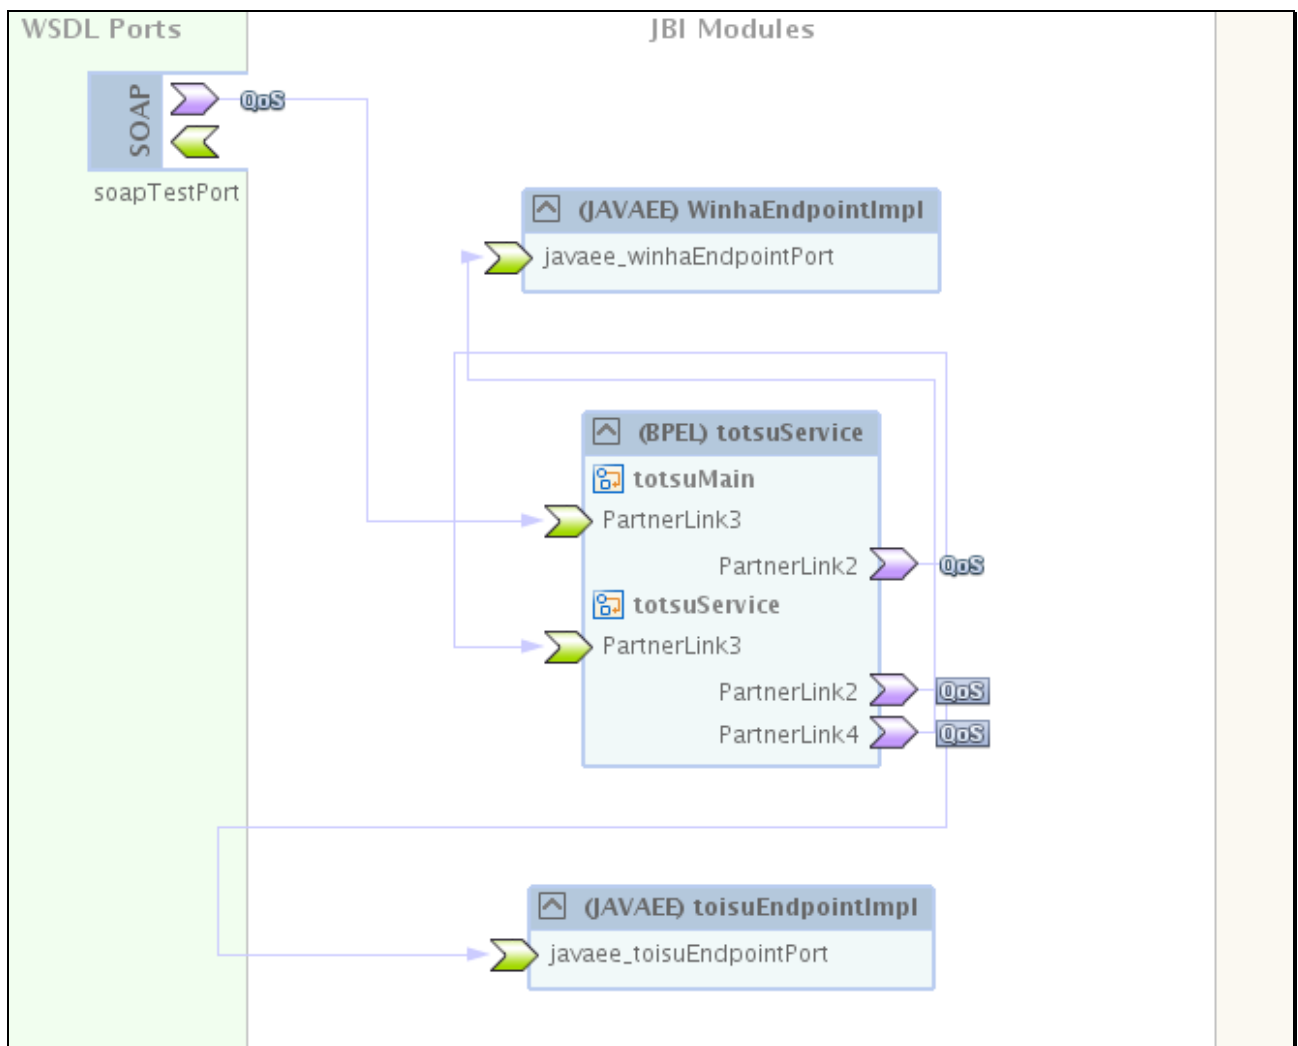 WSDL Ports
JBI Modules
SOAP
QoS
soapTestPort
(JAVAEE) WinhaEndpointImpl
javaee_winhaEndpointPort
(BPEL) totsuService
totsuMain
PartnerLink3
PartnerLink2
QoS
totsuService
PartnerLink3
PartnerLink2
QoS
PartnerLink4
QoS
(JAVAEE) toisuEndpointImpl
javaee_toisuEndpointPort